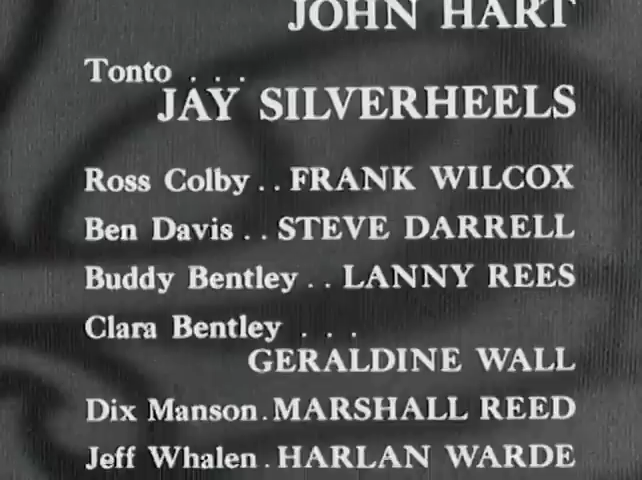 JOHN HART
Tonto . . .
JAY SILVERHEELS
Ross Colby . . FRANK WILCOX
Ben Davis . . STEVE DARRELL
Buddy Bentley . . LANNY REES
Clara Bentley . . .
GERALDINE WALL
Dix Manson . MARSHALL REED
Jeff Whalen . HARLAN WARDE